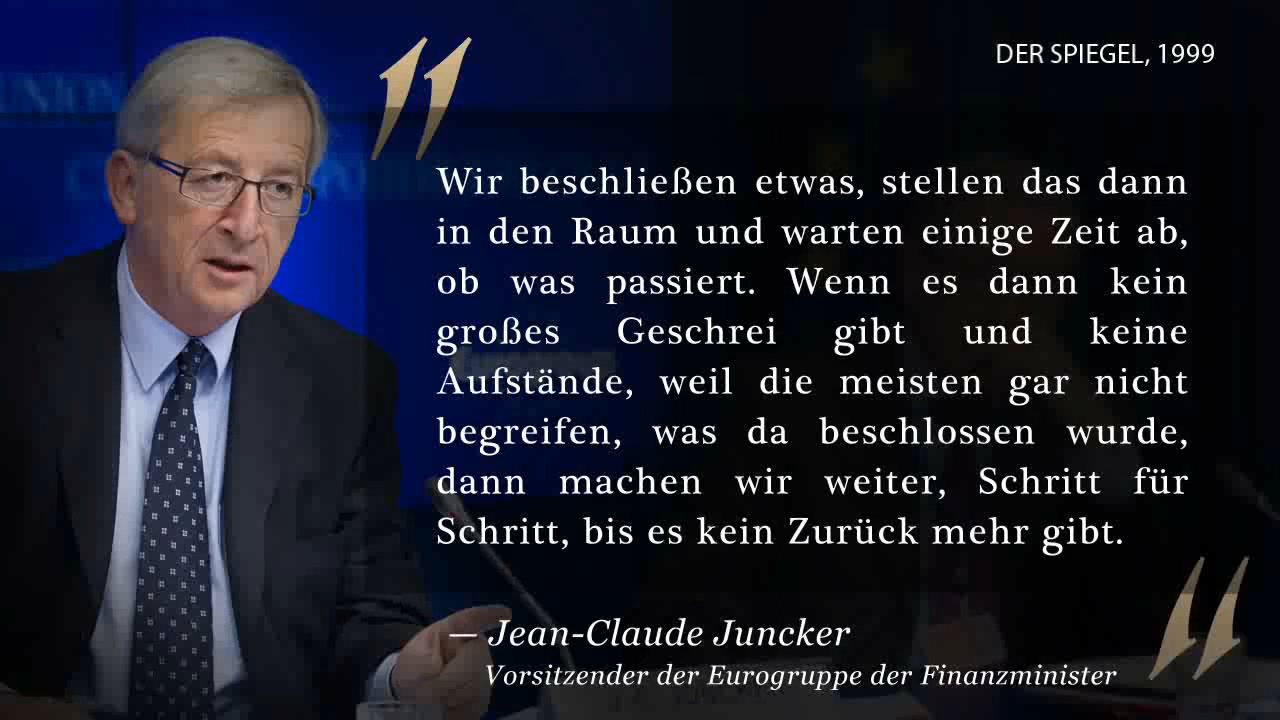 DER SPIEGEL, 1999
UNION
Wir beschließen etwas, stellen das dann
in den Raum und warten einige Zeit ab,
ob was passiert. Wenn es dann kein
großes Geschrei gibt und keine
Aufstände, weil die meisten gar nicht
begreifen, was da beschlossen wurde,
dann machen wir weiter, Schritt für
Schritt, bis es kein Zurück mehr gibt.
— Jean-Claude Juncker
Vorsitzender der Eurogruppe der Finanzminister